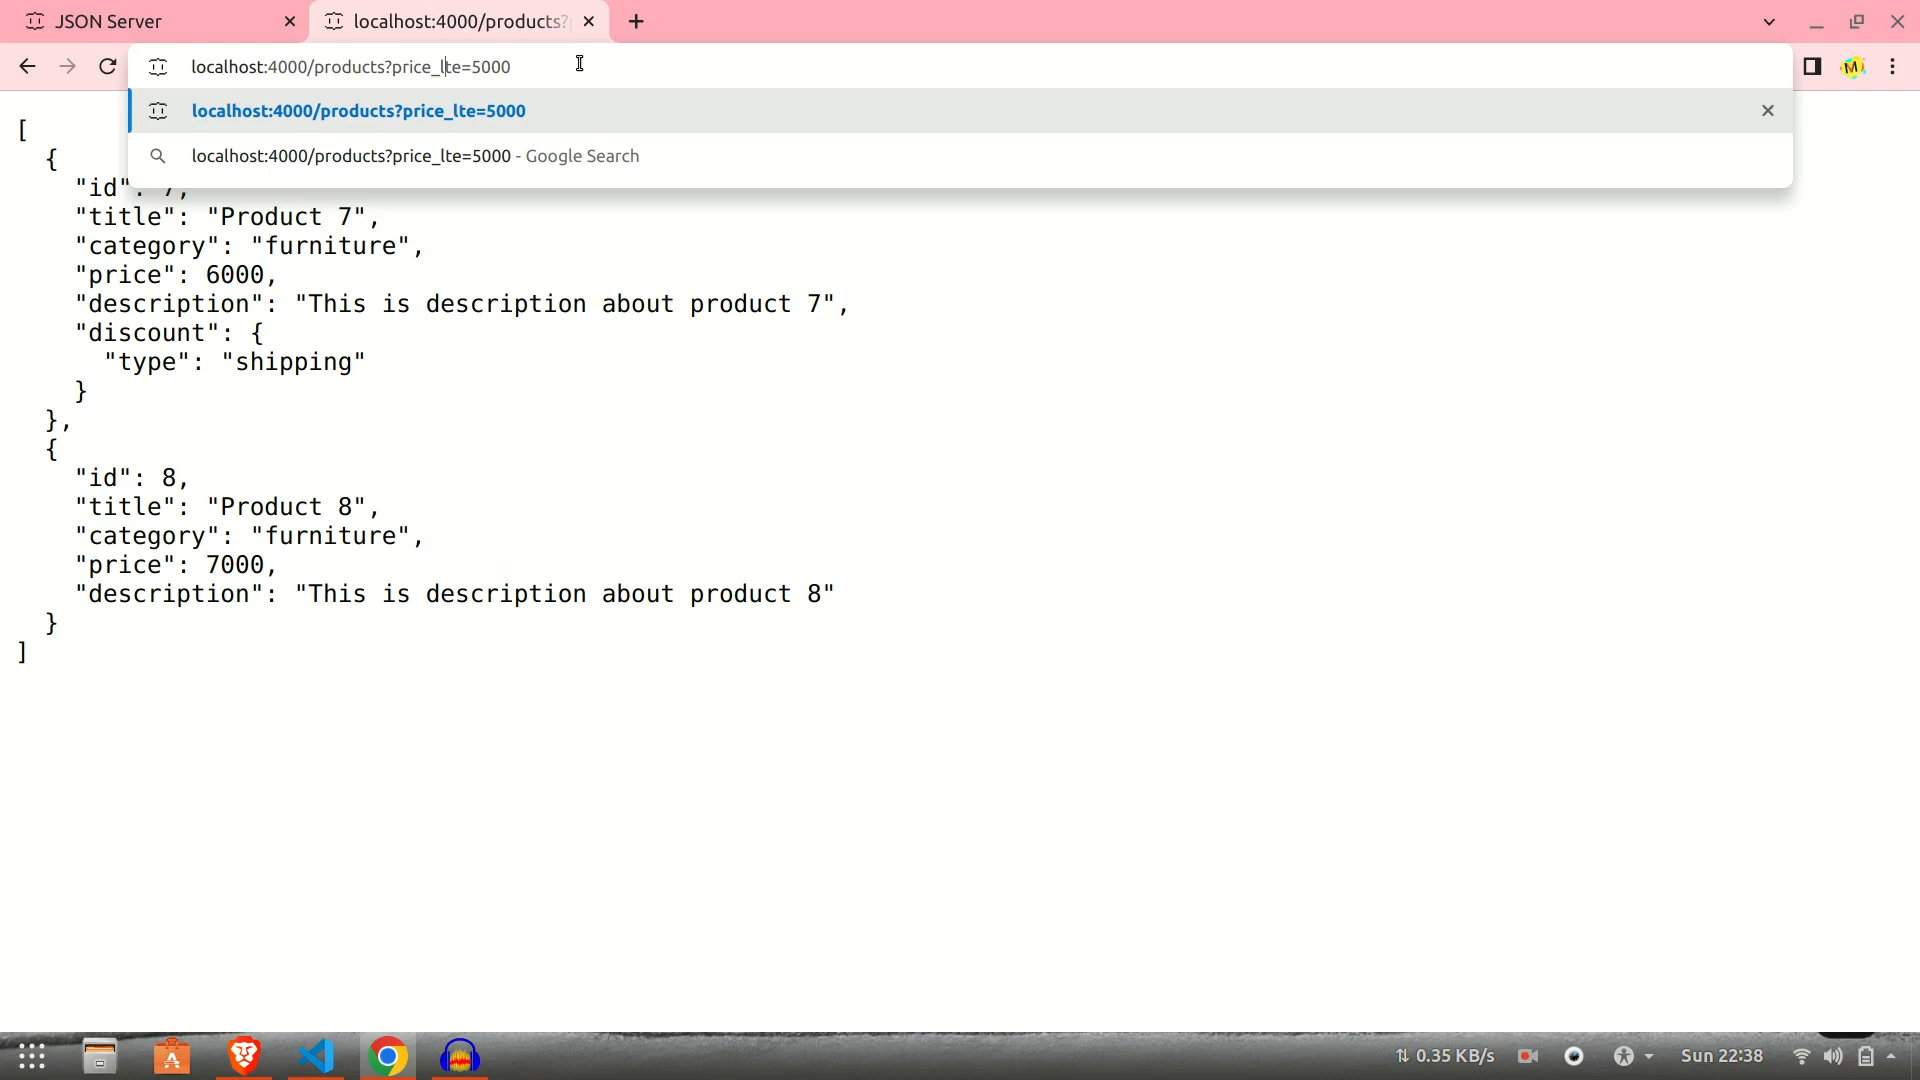 JSON Server
localhost:4000/products?
localhost:4000/products?price_lte=5000
localhost:4000/products?price_lte=5000
localhost:4000/products?price_lte=5000 - Google Search
M
[
{
"id": 7,
"title": "Product 7",
"category": "furniture",
"price": 6000,
"description": "This is description about product 7",
"discount": {
"type": "shipping"
}
},
{
"id": 8,
"title": "Product 8",
"category": "furniture",
"price": 7000,
"description": "This is description about product 8"
}
]
0.35 KB/s
Sun 22:38